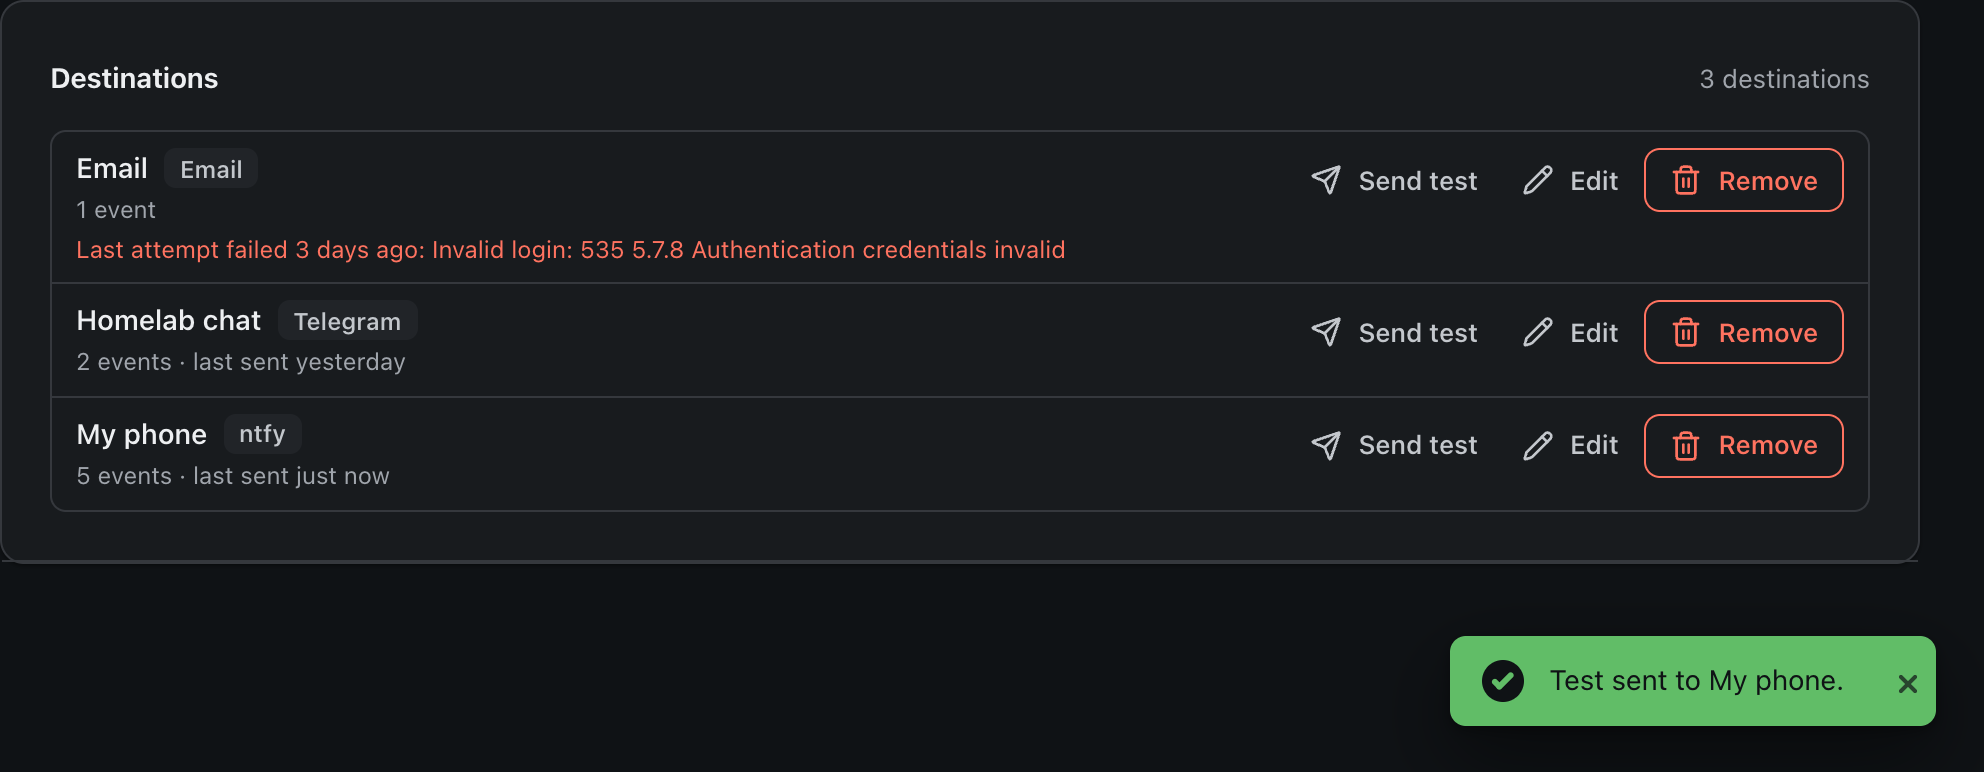 Destinations
3 destinations
Email Email
Send test Edit Remove
1 event
Last attempt failed 3 days ago: Invalid login: 535 5.7.8 Authentication credentials invalid
Homelab chat Telegram
Send test Edit Remove
2 events · last sent yesterday
My phone ntfy
Send test Edit Remove
5 events · last sent just now
Test sent to My phone.